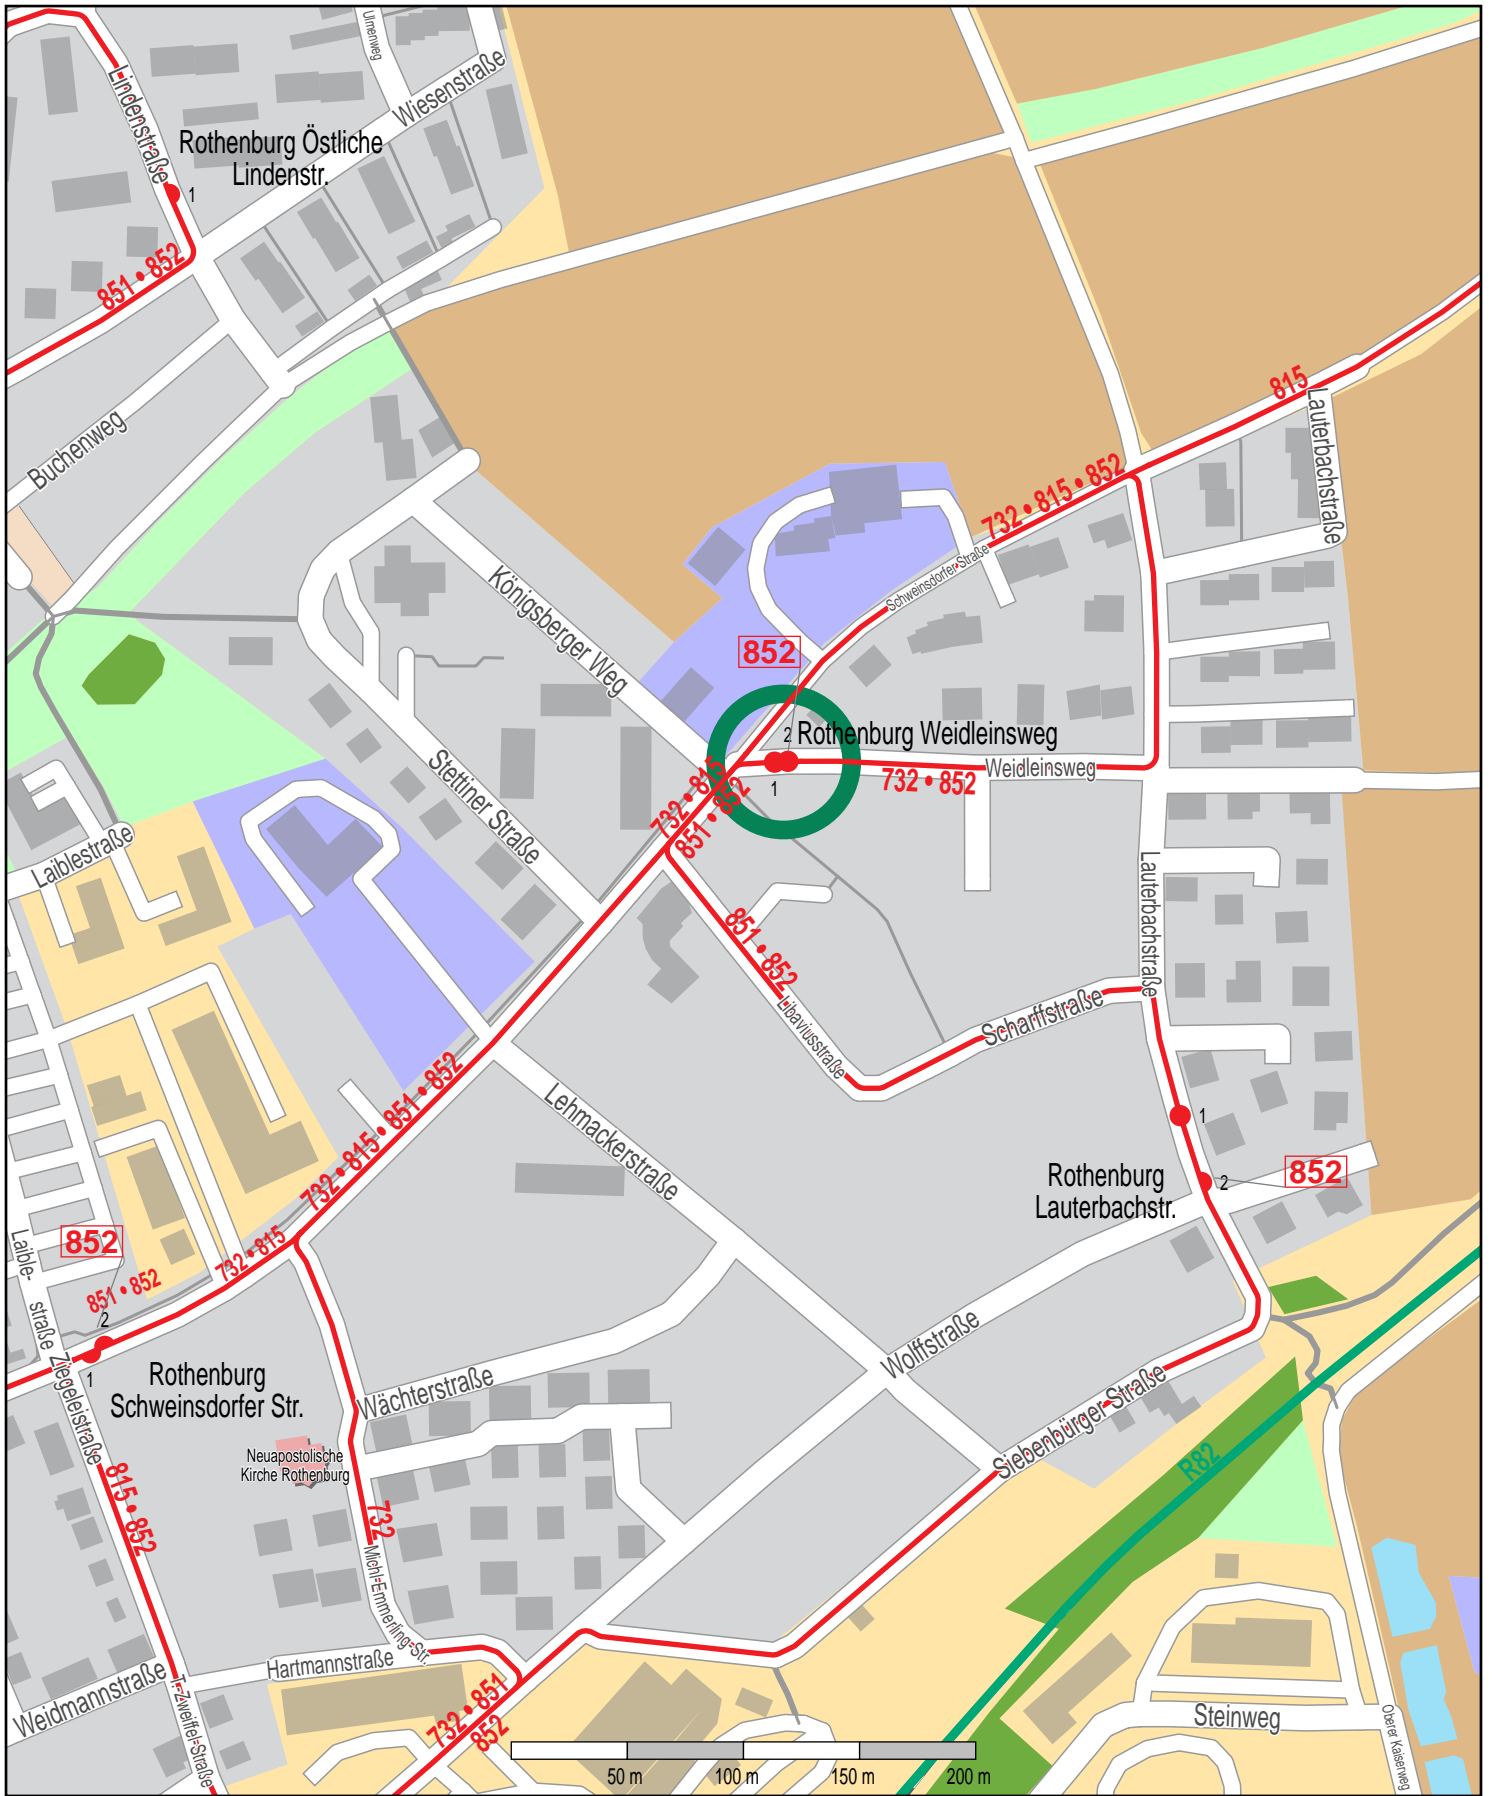 Ulmenweg
Wiesenstraße
Lindenstraße
Rothenburg Östliche
Lindenstr.
1
851 • 852
Buchenweg
815
Lauterbachstraße
732 • 815 • 852
Schweinsdorfer Straße
Königsberger Weg
852
2
Rothenburg Weidleinsweg
1
Weidleinsweg
732 • 852
732 • 815
851 • 852
Stettiner Straße
Laiblestraße
Lauterbachstraße
851 • 852
Libaviusstraße
Scharffstraße
732 • 815 • 851 • 852
Lehmackerstraße
1
Rothenburg
Lauterbachstr.
2
852
Laible-
straße
852
732 • 815
851 • 852
2
1
Rothenburg
Schweinsdorfer Str.
Ziegeleistraße
Wächterstraße
Wolffstraße
Siebenbürger Straße
Neuapostolische
Kirche Rothenburg
R82
815 • 852
732
Michl-Emmerling-Str.
Hartmannstraße
Weidmannstraße
T.-Zweiffel-Straße
732 • 851
852
Steinweg
Oberer Kaiserweg
50 m
100 m
150 m
200 m